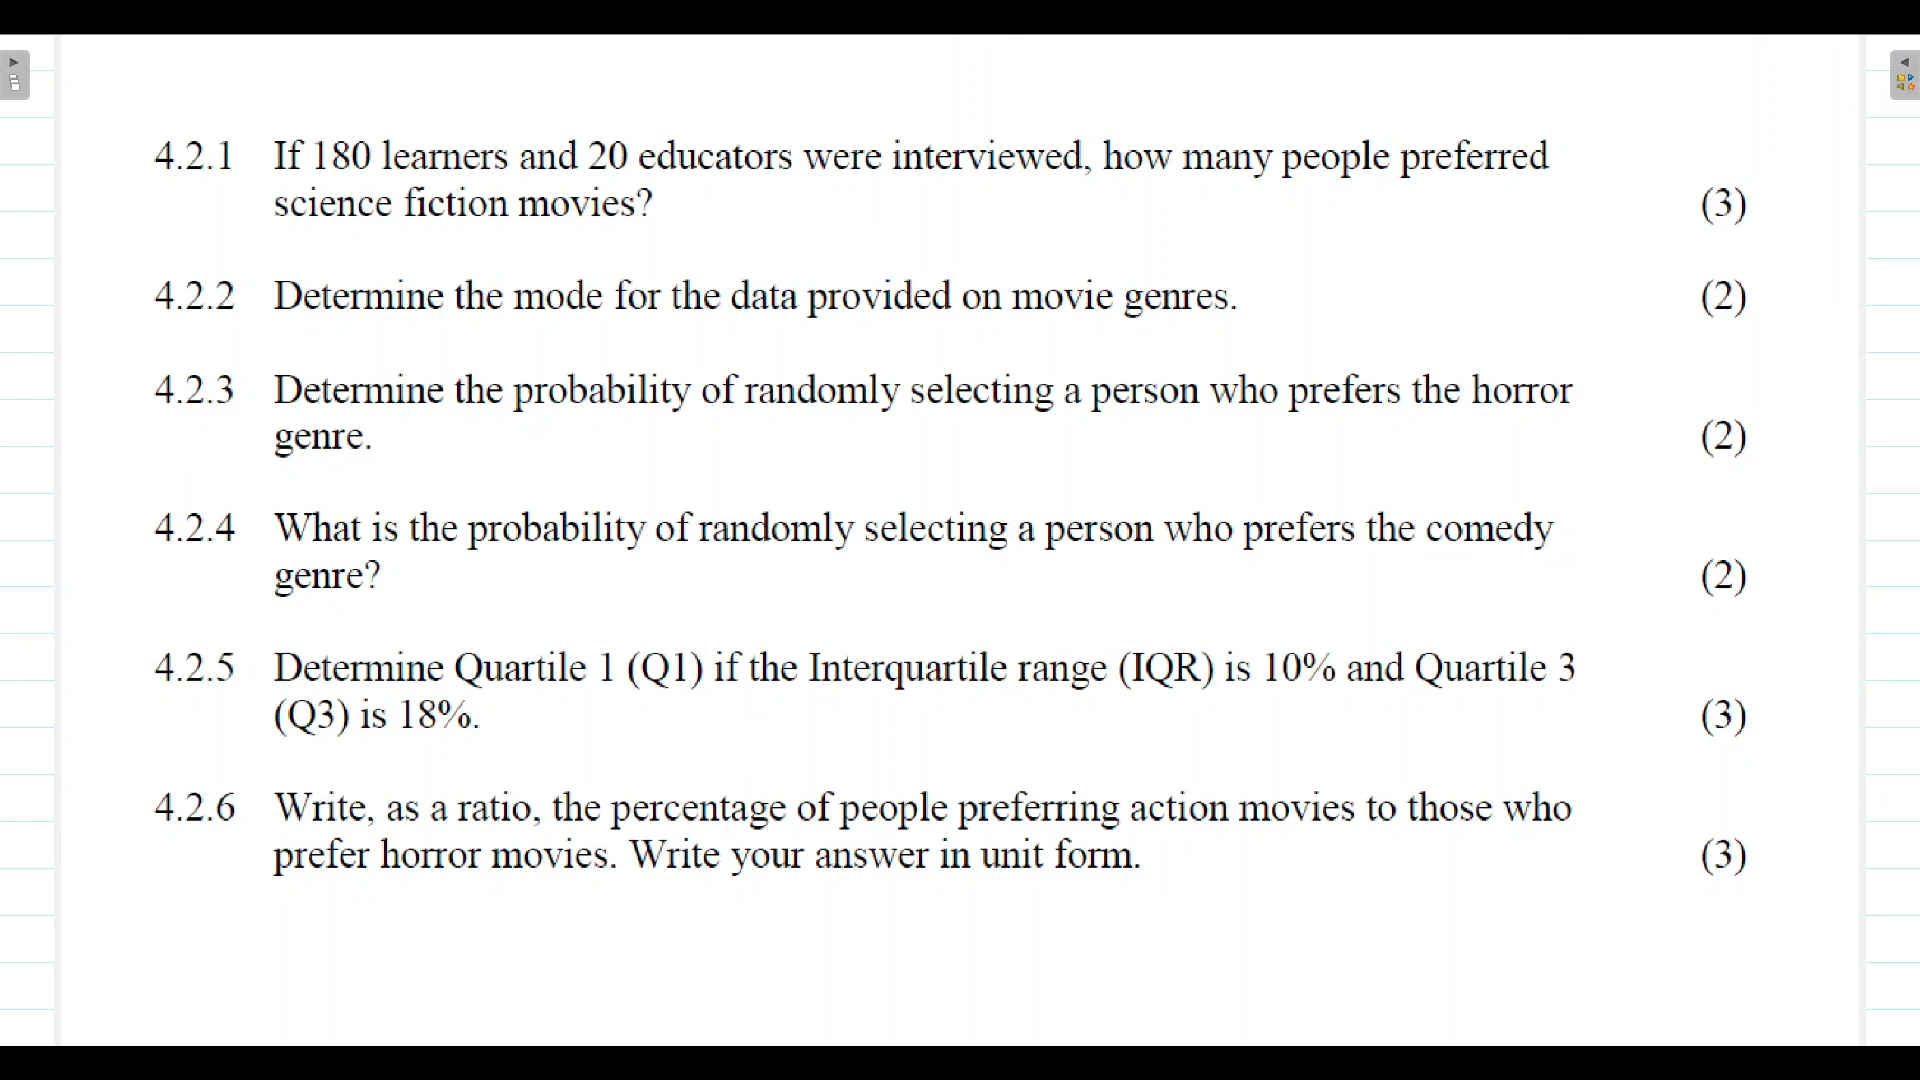 4.2.1 If 180 learners and 20 educators were interviewed, how many people preferred
science fiction movies? (3)
4.2.2 Determine the mode for the data provided on movie genres. (2)
4.2.3 Determine the probability of randomly selecting a person who prefers the horror
genre. (2)
4.2.4 What is the probability of randomly selecting a person who prefers the comedy
genre? (2)
4.2.5 Determine Quartile 1 (Q1) if the Interquartile range (IQR) is 10% and Quartile 3
(Q3) is 18%. (3)
4.2.6 Write, as a ratio, the percentage of people preferring action movies to those who
prefer horror movies. Write your answer in unit form. (3)